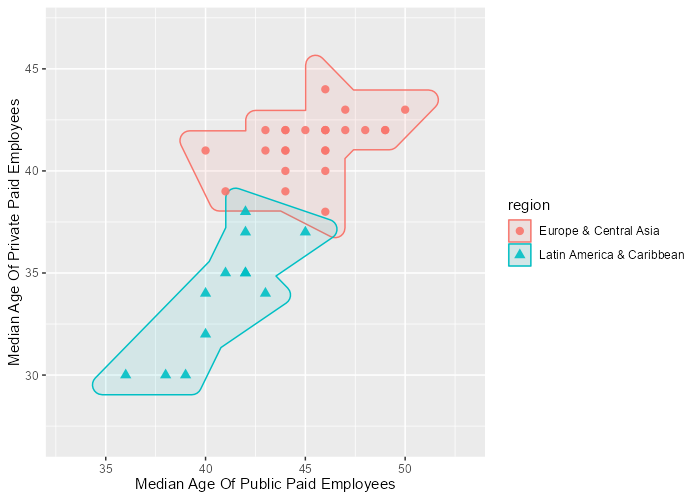 45
40
35
30
35
40
45
50
Median Age Of Public Paid Employees
Median Age Of Private Paid Employees
region
Europe & Central Asia
Latin America & Caribbean